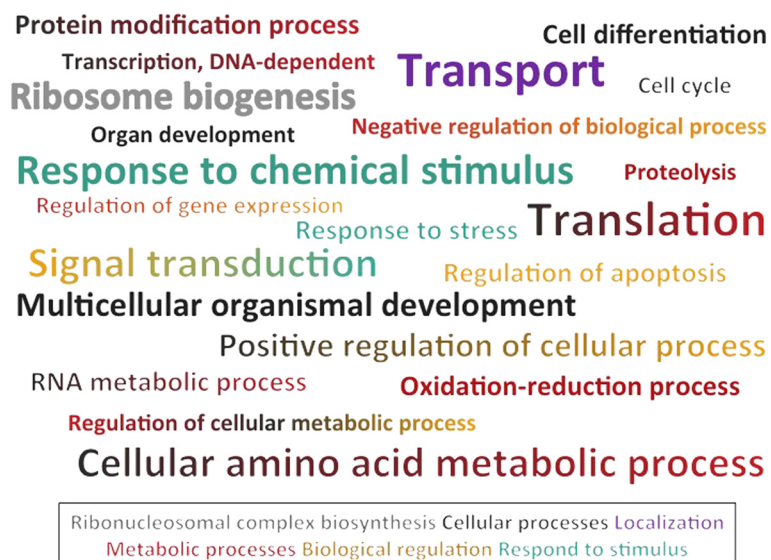 Protein modification process
Cell differentiation
Transcription, DNA-dependent
Transport
Cell cycle
Ribosome biogenesis
Organ development
Negative regulation of biological process
Response to chemical stimulus
Proteolysis
Regulation of gene expression
Response to stress
Translation
Signal transduction
Regulation of apoptosis
Multicellular organismal development
Positive regulation of cellular process
RNA metabolic process
Oxidation-reduction process
Regulation of cellular metabolic process
Cellular amino acid metabolic process
Ribonucleosomal complex biosynthesis Cellular processes Localization
Metabolic processes Biological regulation Respond to stimulus